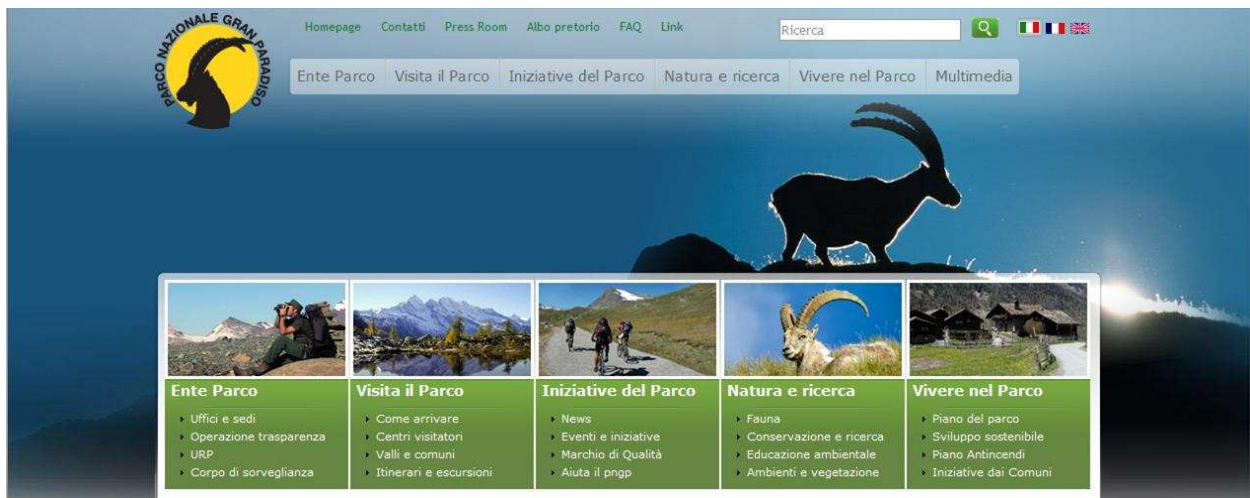 PARCO NAZIONALE GRAN PARADISO
Homepage Contatti Press Room Albo pretorio FAQ Link
Ricerca
Ente Parco Visita il Parco Iniziative del Parco Natura e ricerca Vivere nel Parco Multimedia
Ente Parco
Uffici e sedi
Operazione trasparenza
URP
Corpo di sorveglianza
Visita il Parco
Come arrivare
Centri visitatori
Valli e comuni
Itinerari e escursioni
Iniziative del Parco
News
Eventi e iniziative
Marchio di Qualità
Aiuta il pngp
Natura e ricerca
Fauna
Conservazione e ricerca
Educazione ambientale
Ambienti e vegetazione
Vivere nel Parco
Piano del parco
Sviluppo sostenibile
Piano Antincendi
Iniziative dai Comuni